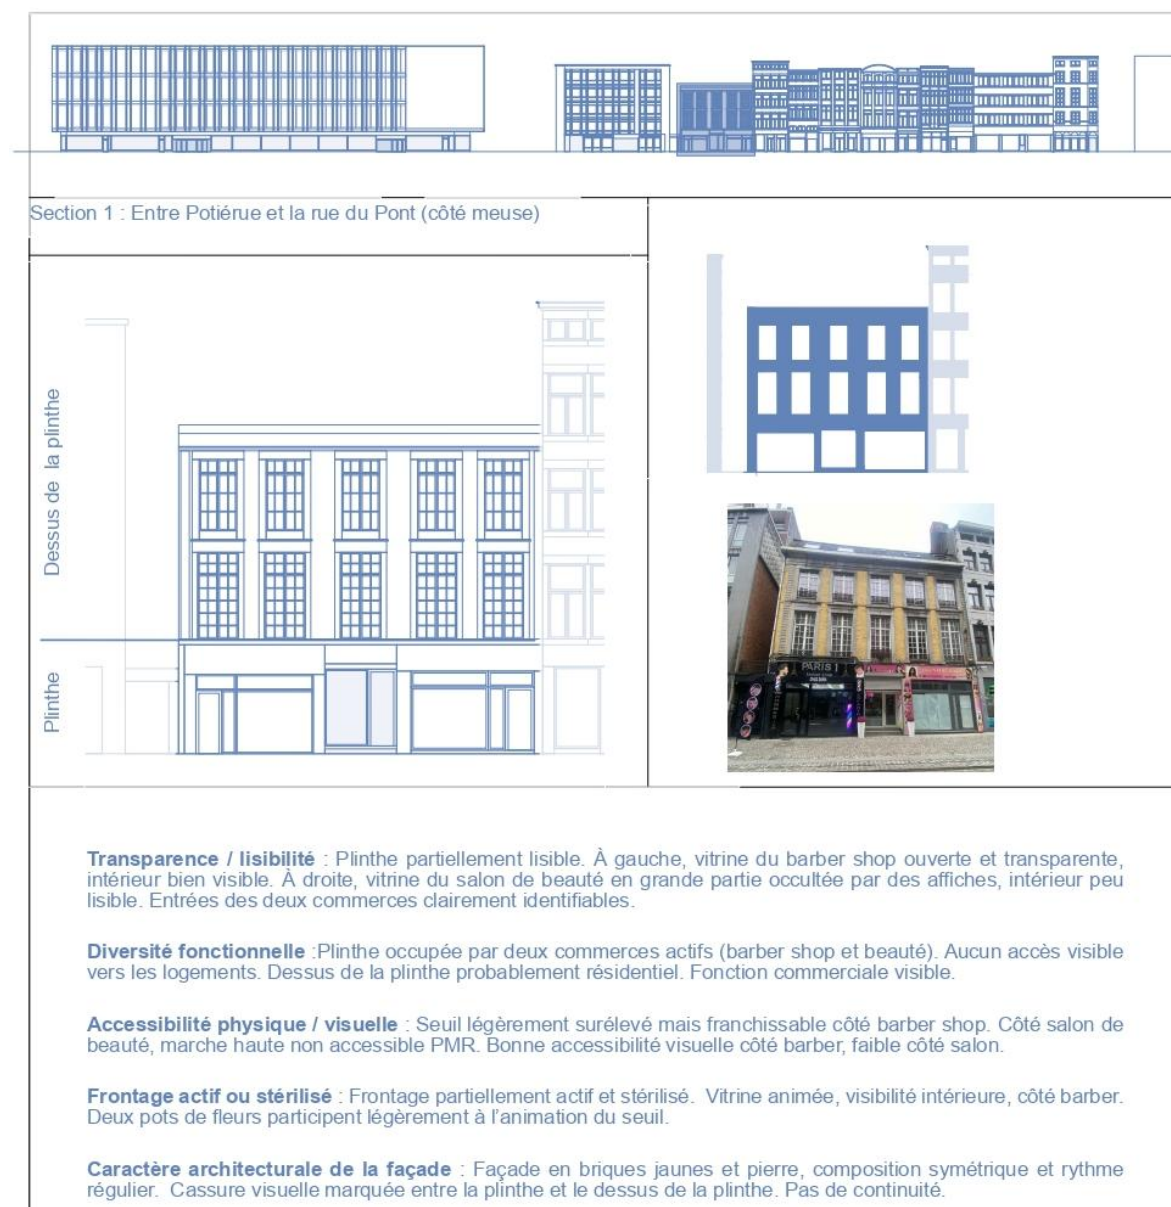 Section 1 : Entre Potiérue et la rue du Pont (côté meuse)
Dessus de la plinthe
Plinthe
PARIS 1
Transparence / lisibilité : Plinthe partiellement lisible. À gauche, vitrine du barber shop ouverte et transparente,
intérieur bien visible. À droite, vitrine du salon de beauté en grande partie occultée par des affiches, intérieur peu
lisible. Entrées des deux commerces clairement identifiables.
Diversité fonctionnelle :Plinthe occupée par deux commerces actifs (barber shop et beauté). Aucun accès visible
vers les logements. Dessus de la plinthe probablement résidentiel. Fonction commerciale visible.
Accessibilité physique / visuelle : Seuil légèrement surélevé mais franchissable côté barber shop. Côté salon de
beauté, marche haute non accessible PMR. Bonne accessibilité visuelle côté barber, faible côté salon.
Frontage actif ou stérilisé : Frontage partiellement actif et stérilisé. Vitrine animée, visibilité intérieure, côté barber.
Deux pots de fleurs participent légèrement à l'animation du seuil.
Caractère architecturale de la façade : Façade en briques jaunes et pierre, composition symétrique et rythme
régulier. Cassure visuelle marquée entre la plinthe et le dessus de la plinthe. Pas de continuité.